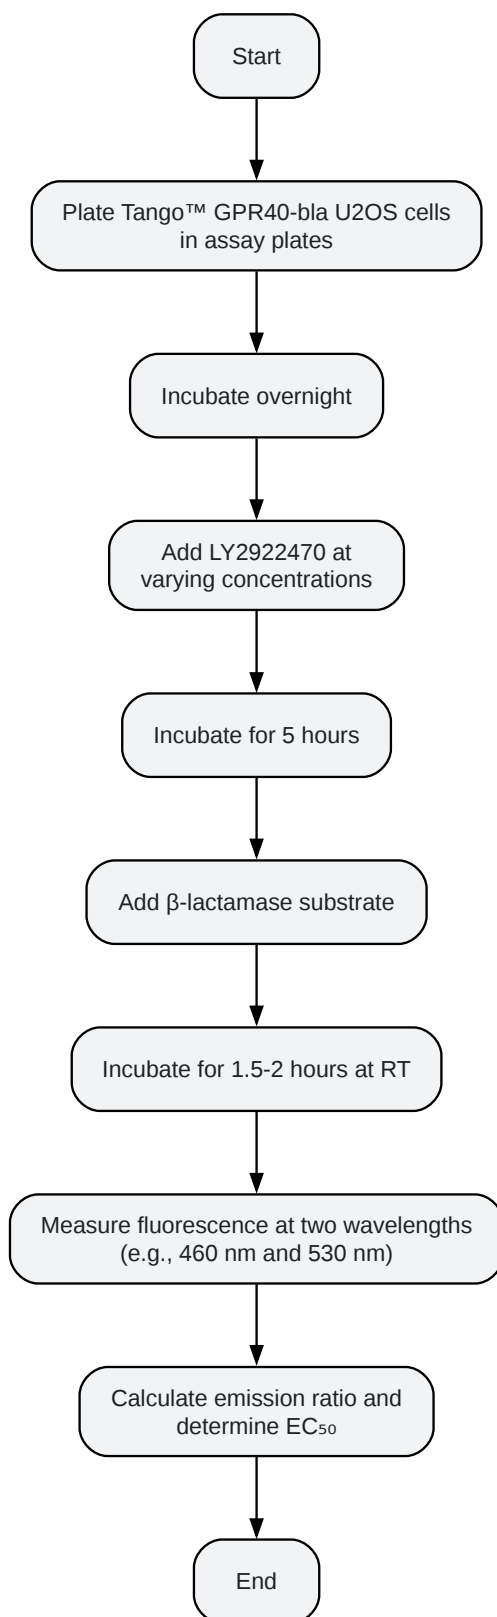 Start
Plate Tango™ GPR40-bla U2OS cells
in assay plates
Incubate overnight
Add LY2922470 at
varying concentrations
Incubate for 5 hours
Add β-lactamase substrate
Incubate for 1.5-2 hours at RT
Measure fluorescence at two wavelengths
(e.g., 460 nm and 530 nm)
Calculate emission ratio and
determine EC₅₀
End